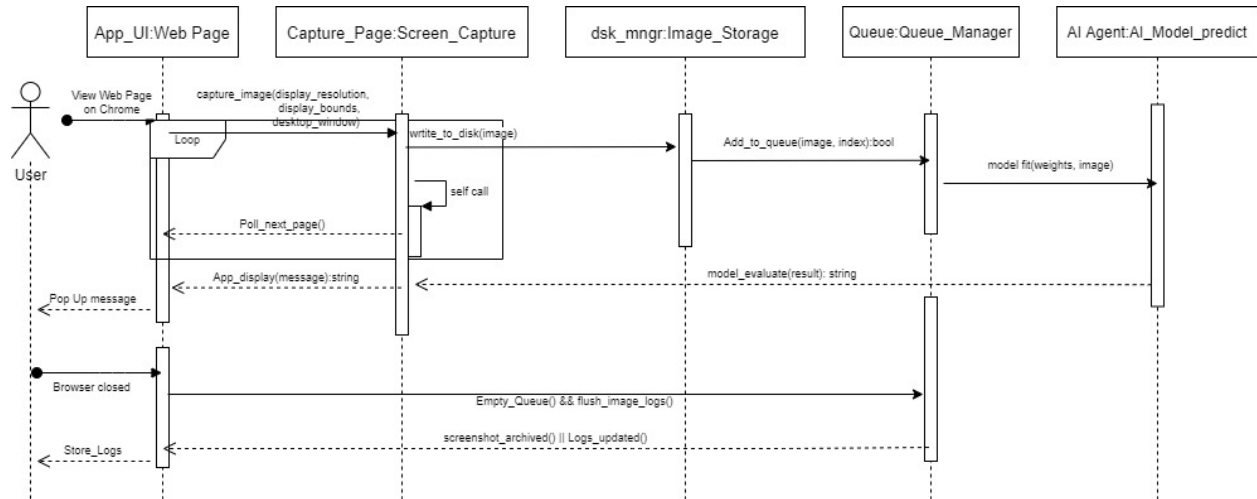 App_UI:Web Page
Capture_Page:Screen_Capture
dsk_mngr:Image_Storage
Queue:Queue_Manager
AI Agent:AI_Model_predict
View Web Page
on Chrome
capture_image(display_resolution,
display_bounds,
desktop_window)
Loop
wrtite_to_disk(image)
Add_to_queue(image, index):bool
model fit(weights, image)
User
self call
Poll_next_page()
App_display(message):string
model_evaluate(result): string
Pop Up message
Browser closed
Empty_Queue() && flush_image_logs()
screenshot_archived() || Logs_updated()
Store_Logs